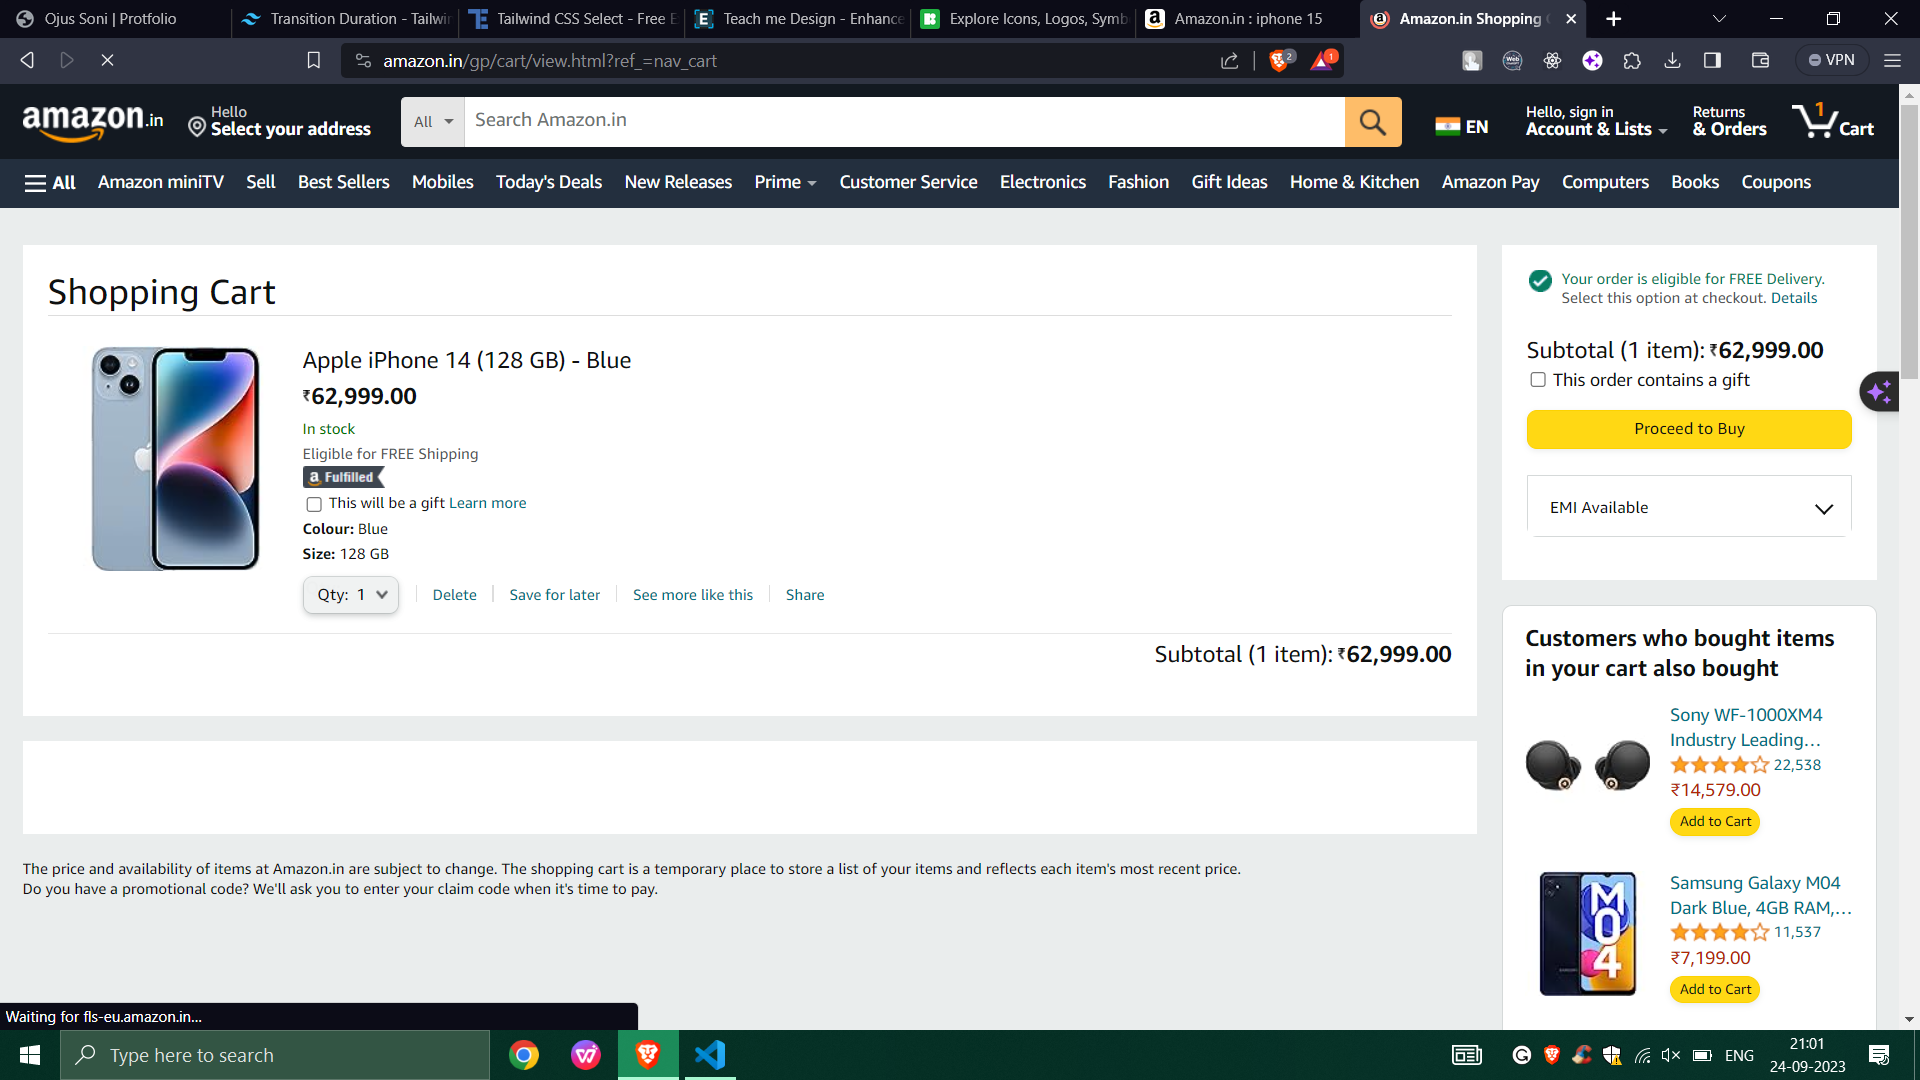 Ojus Soni | Protfolio
Transition Duration - Tailwin
Tailwind CSS Select - Free E
Teach me Design - Enhance
Explore Icons, Logos, Symb
Amazon.in : iphone 15
Amazon.in Shopping
amazon.in/gp/cart/view.html?ref_=nav_cart
2
1
VPN
amazon.in
Hello
Select your address
All
Search Amazon.in
EN
Hello, sign in
Account & Lists
Returns
& Orders
1
Cart
All
Amazon miniTV
Sell
Best Sellers
Mobiles
Today's Deals
New Releases
Prime
Customer Service
Electronics
Fashion
Gift Ideas
Home & Kitchen
Amazon Pay
Computers
Books
Coupons
Shopping Cart
Apple iPhone 14 (128 GB) - Blue
₹62,999.00
In stock
Eligible for FREE Shipping
a Fulfilled
This will be a gift Learn more
Colour: Blue
Size: 128 GB
Qty: 1
Delete
Save for later
See more like this
Share
Subtotal (1 item): ₹62,999.00
Your order is eligible for FREE Delivery.
Select this option at checkout. Details
Subtotal (1 item): ₹62,999.00
This order contains a gift
Proceed to Buy
EMI Available
Customers who bought items
in your cart also bought
Sony WF-1000XM4
Industry Leading...
22,538
₹14,579.00
Add to Cart
M04
Samsung Galaxy M04
Dark Blue, 4GB RAM,...
11,537
₹7,199.00
Add to Cart
The price and availability of items at Amazon.in are subject to change. The shopping cart is a temporary place to store a list of your items and reflects each item's most recent price.
Do you have a promotional code? We'll ask you to enter your claim code when it's time to pay.
Waiting for fls-eu.amazon.in...
Type here to search
ENG
21:01
24-09-2023